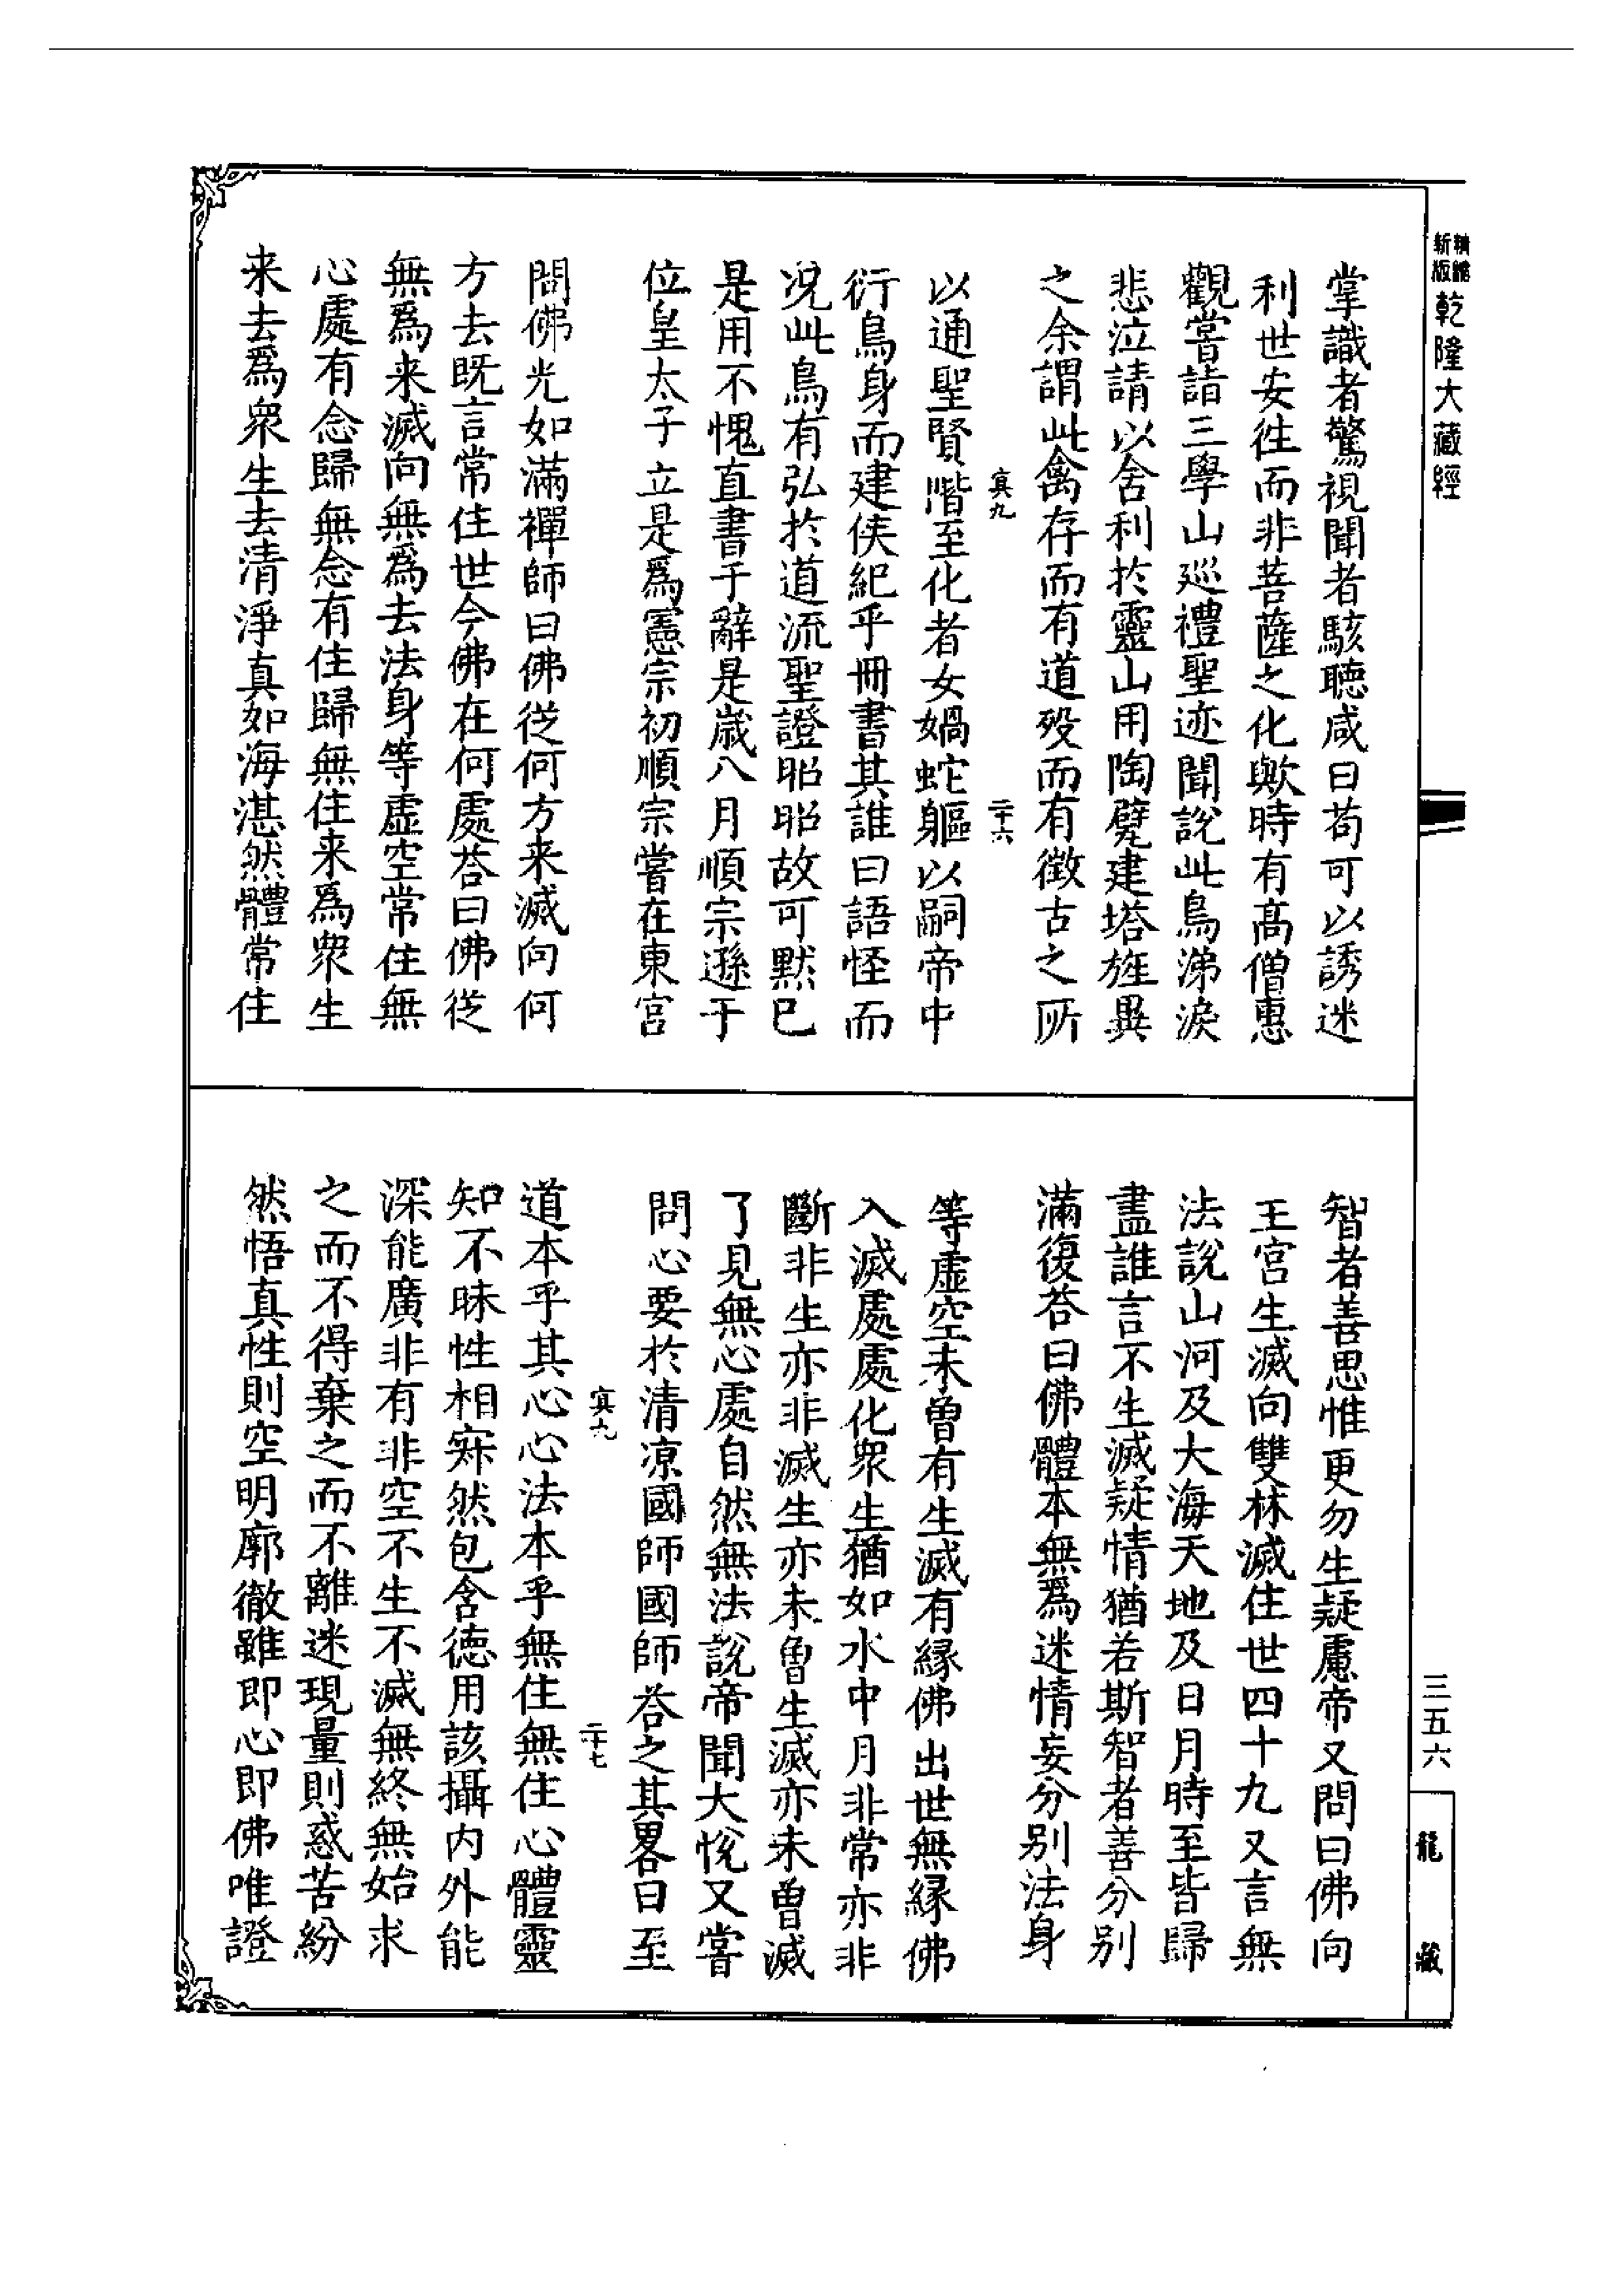 精縮新版乾隆大藏經
掌識者驚視聞者駭聽咸曰苟可以誘迷
利世安徃而非菩薩之化歟時有髙僧惠
觀嘗詣三學山廵禮聖迹聞說此鳥涕淚
悲泣請以舍利於靈山用陶甓建塔旌異
之余謂此禽存而有道歿而有徵古之所
以通聖賢階至化者女媧蛇軀以嗣帝中
衍鳥身而建侯紀乎冊書其誰曰語怪而
况此鳥有弘於道流聖證昭昭故可默已
是用不愧直書于辭是嵗八月順宗遜于
位皇太子立是爲憲宗初順宗嘗在東宮
問佛光如滿禪師曰佛從何方来滅向何
方去既言常住世今佛在何處荅曰佛從
無爲来滅向無爲去法身等虛空常住無
心處有念歸無念有住歸無住来爲衆生
来去爲衆生去清淨真如海湛然體常住
寘九
二十六
智者善思惟更勿生疑慮帝又問曰佛向
王宮生滅向雙林滅住世四十九又言無
法說山河及大海天地及日月時至皆歸
盡誰言不生滅疑情猶若斯智者善分別
滿復荅曰佛體本無爲迷情妄分別法身
等虛空未曾有生滅有緣佛出世無緣佛
入滅處處化衆生猶如水中月非常亦非
斷非生亦非滅生亦未曾生滅亦未曾滅
了見無心處自然無法說帝聞大悅又嘗
問心要於清凉國師國師荅之其畧曰至
道本乎其心心法本乎無住無住心體靈
知不昧性相寂然包含德用該攝内外能
深能廣非有非空不生不滅無終無始求
之而不得棄之而不離迷現量則惑苦紛
然悟真性則空明廓徹雖即心即佛唯證
寘九
二十七
三五六
龍藏